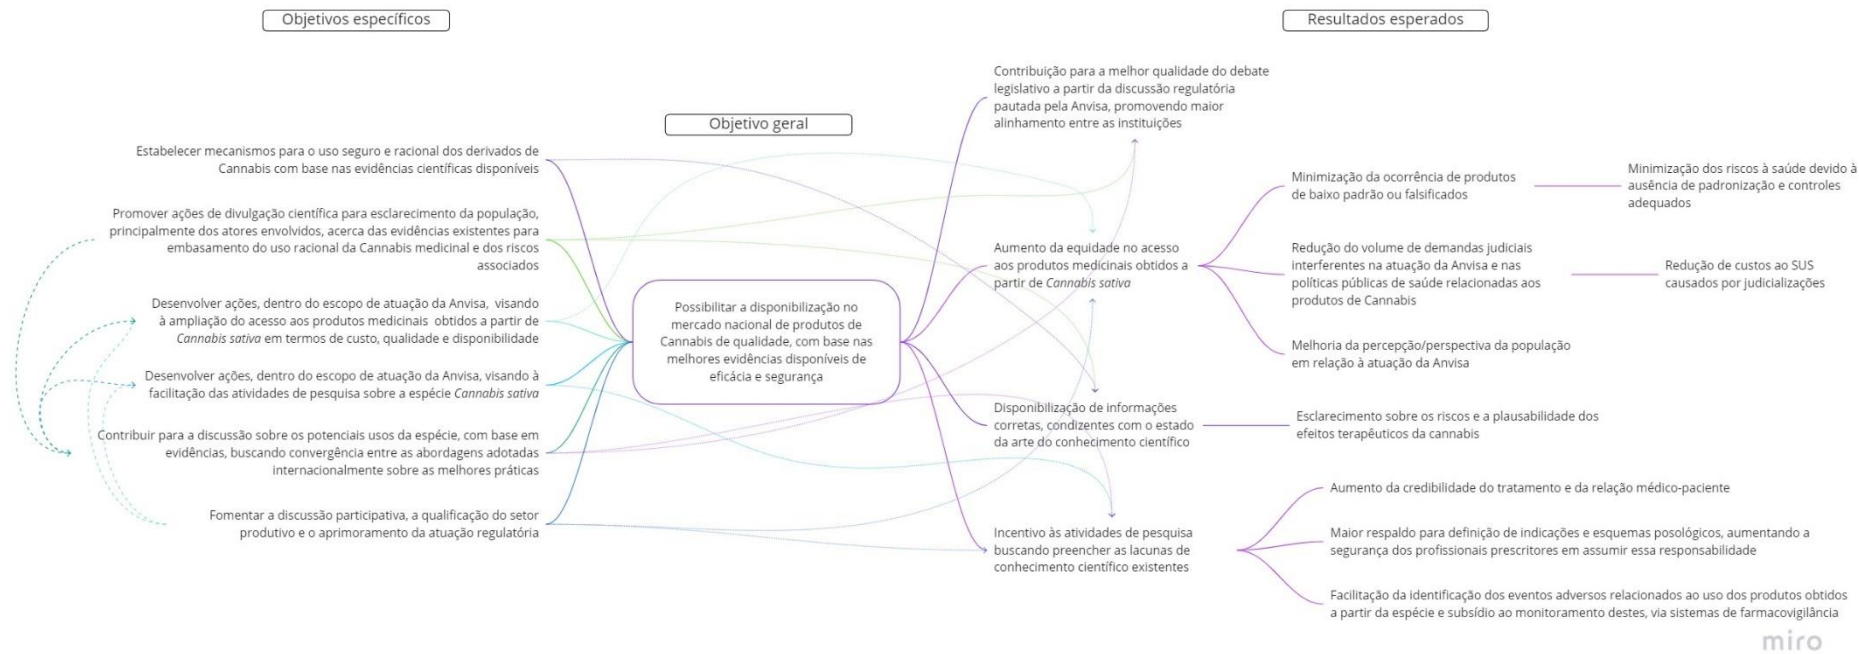 Objetivos específicos
Estabelecer mecanismos para o uso seguro e racional dos derivados de
Cannabis com base nas evidências científicas disponíveis
Promover ações de divulgação científica para esclarecimento da população,
principalmente dos atores envolvidos, acerca das evidências existentes para
embasamento do uso racional da Cannabis medicinal e dos riscos
associados
Desenvolver ações, dentro do escopo de atuação da Anvisa, visando
à ampliação do acesso aos produtos medicinais obtidos a partir de
Cannabis sativa em termos de custo, qualidade e disponibilidade
Desenvolver ações, dentro do escopo de atuação da Anvisa, visando à
facilitação das atividades de pesquisa sobre a espécie Cannabis sativa
Contribuir para a discussão sobre os potenciais usos da espécie, com base em
evidências, buscando convergência entre as abordagens adotadas
internacionalmente sobre as melhores práticas
Fomentar a discussão participativa, a qualificação do setor
produtivo e o aprimoramento da atuação regulatória
Objetivo geral
Possibilitar a disponibilização no
mercado nacional de produtos de
Cannabis de qualidade, com base nas
melhores evidências disponíveis de
eficácia e segurança
Resultados esperados
Contribuição para a melhor qualidade do debate
legislativo a partir da discussão regulatória
pautada pela Anvisa, promovendo maior
alinhamento entre as instituições
Aumento da equidade no acesso
aos produtos medicinais obtidos a
partir de Cannabis sativa
Minimização da ocorrência de produtos
de baixo padrão ou falsificados
Minimização dos riscos à saúde devido à
ausência de padronização e controles
adequados
Redução do volume de demandas judiciais
interferentes na atuação da Anvisa e nas
políticas públicas de saúde relacionadas aos
produtos de Cannabis
Redução de custos ao SUS
causados por judicializações
Melhoria da percepção/perspectiva da população
em relação à atuação da Anvisa
Disponibilização de informações
corretas, condizentes com o estado
da arte do conhecimento científico
Esclarecimento sobre os riscos e a plausabilidade dos
efeitos terapêuticos da cannabis
Incentivo às atividades de pesquisa
buscando preencher as lacunas de
conhecimento científico existentes
Aumento da credibilidade do tratamento e da relação médico-paciente
Maior respaldo para definição de indicações e esquemas posológicos, aumentando a
segurança dos profissionais prescritores em assumir essa responsabilidade
Facilitação da identificação dos eventos adversos relacionados ao uso dos produtos obtidos
a partir da espécie e subsídio ao monitoramento destes, via sistemas de farmacovigilância
miro